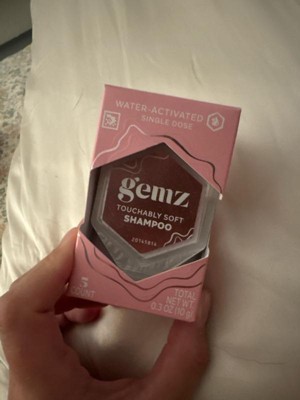 WATER-ACTIVATED
SINGLE DOSE
gemz
TOUCHABLY SOFT
SHAMPOO
5
COUNT
TOTAL
NET WT.
0.3 OZ (10 g)